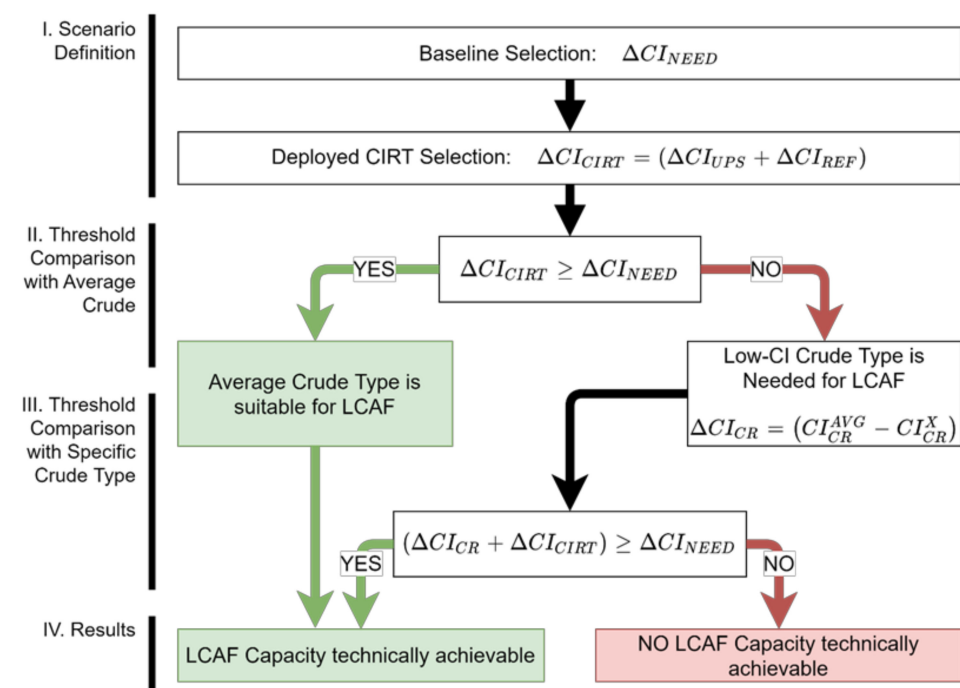 I. Scenario
Definition
Baseline Selection: ΔCI_NEED
Deployed CIRT Selection: ΔCI_CIRT = (ΔCI_UPS + ΔCI_REF)
II. Threshold
Comparison
with Average
Crude
ΔCI_CIRT ≥ ΔCI_NEED
YES
NO
Average Crude Type is
suitable for LCAF
Low-CI Crude Type is
Needed for LCAF
ΔCI_CR = (CI_CR^AVG − CI_CR^X)
III. Threshold
Comparison
with Specific
Crude Type
(ΔCI_CR + ΔCI_CIRT) ≥ ΔCI_NEED
YES
NO
IV. Results
LCAF Capacity technically achievable
NO LCAF Capacity technically
achievable